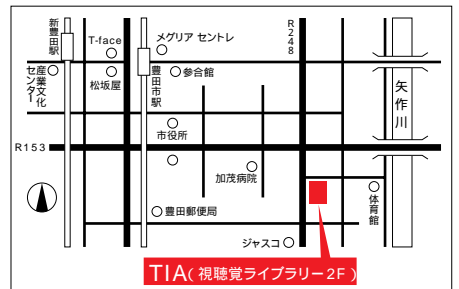 新豊田駅
T-face
メグリア セントレ
R248
産業文化
センター
松坂屋
豊田市駅
参合館
矢作川
市役所
R153
加茂病院
体育館
豊田郵便局
ジャスコ
TIA(視聴覚ライブラリー2F)